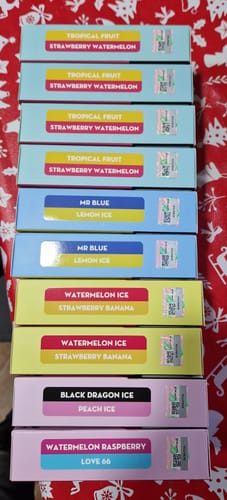 TROPICAL FRUIT
STRAWBERRY WATERMELON
TROPICAL FRUIT
STRAWBERRY WATERMELON
TROPICAL FRUIT
STRAWBERRY WATERMELON
TROPICAL FRUIT
STRAWBERRY WATERMELON
MR BLUE
LEMON ICE
MR BLUE
LEMON ICE
WATERMELON ICE
STRAWBERRY BANANA
WATERMELON ICE
STRAWBERRY BANANA
BLACK DRAGON ICE
PEACH ICE
WATERMELON RASPBERRY
LOVE 66